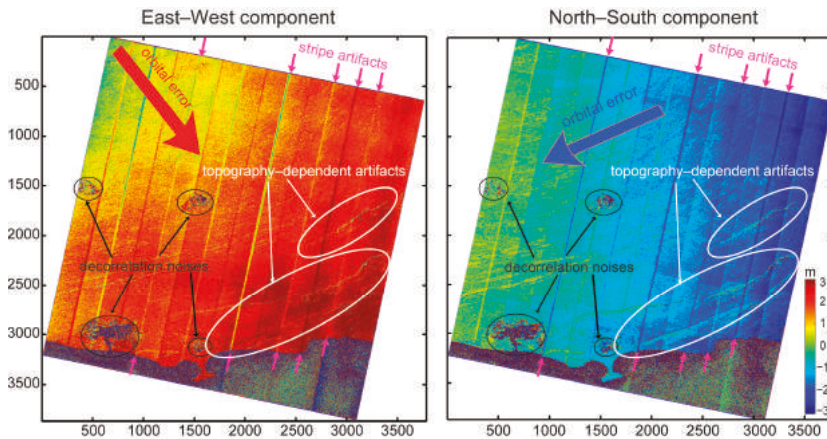 East–West component
North–South component
stripe artifacts
stripe artifacts
orbital error
orbital error
500
1000
topography–dependent artifacts
topography–dependent artifacts
1500
2000
decorrelation noises
decorrelation noises
2500
3000
3500
m
3
2
1
0
-1
-2
-3
500 1000 1500 2000 2500 3000 3500
500 1000 1500 2000 2500 3000 3500